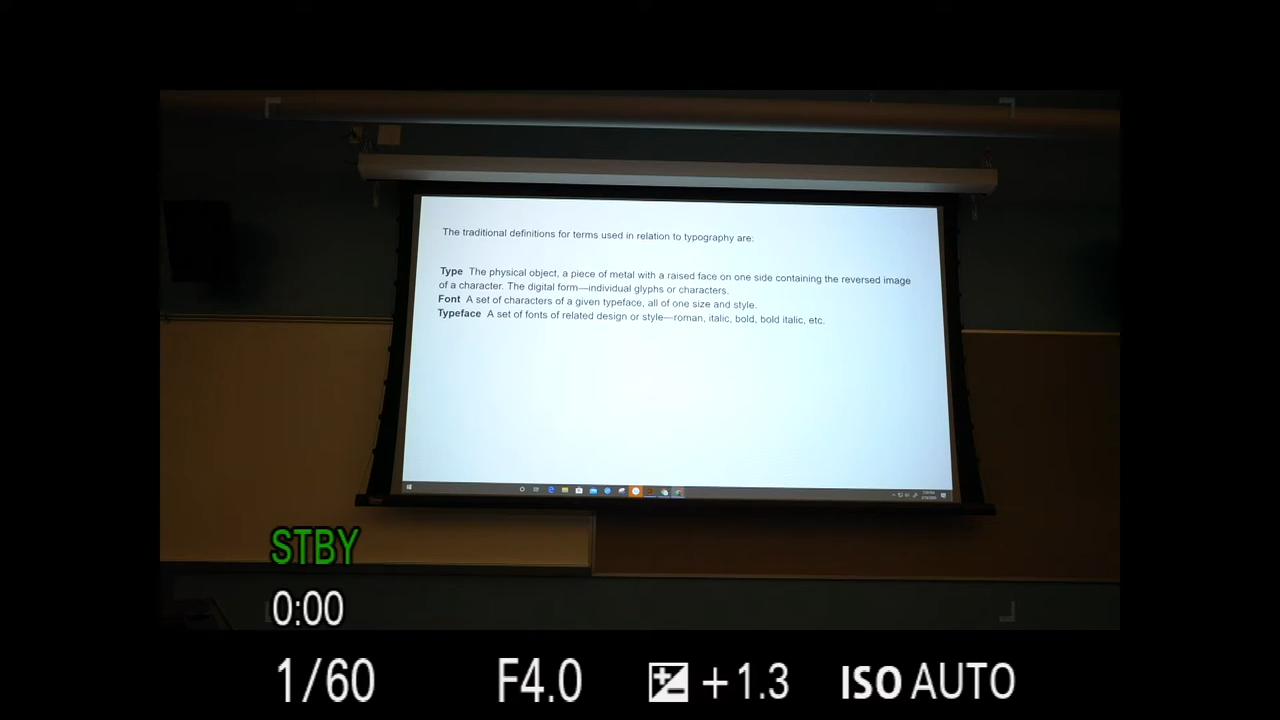 The traditional definitions for terms used in relation to typography are:
Type The physical object, a piece of metal with a raised face on one side containing the reversed image
of a character. The digital form—individual glyphs or characters.
Font A set of characters of a given typeface, all of one size and style.
Typeface A set of fonts of related design or style—roman, italic, bold, bold italic, etc.
STBY
0:00
1/60 F4.0 +1.3 ISO AUTO